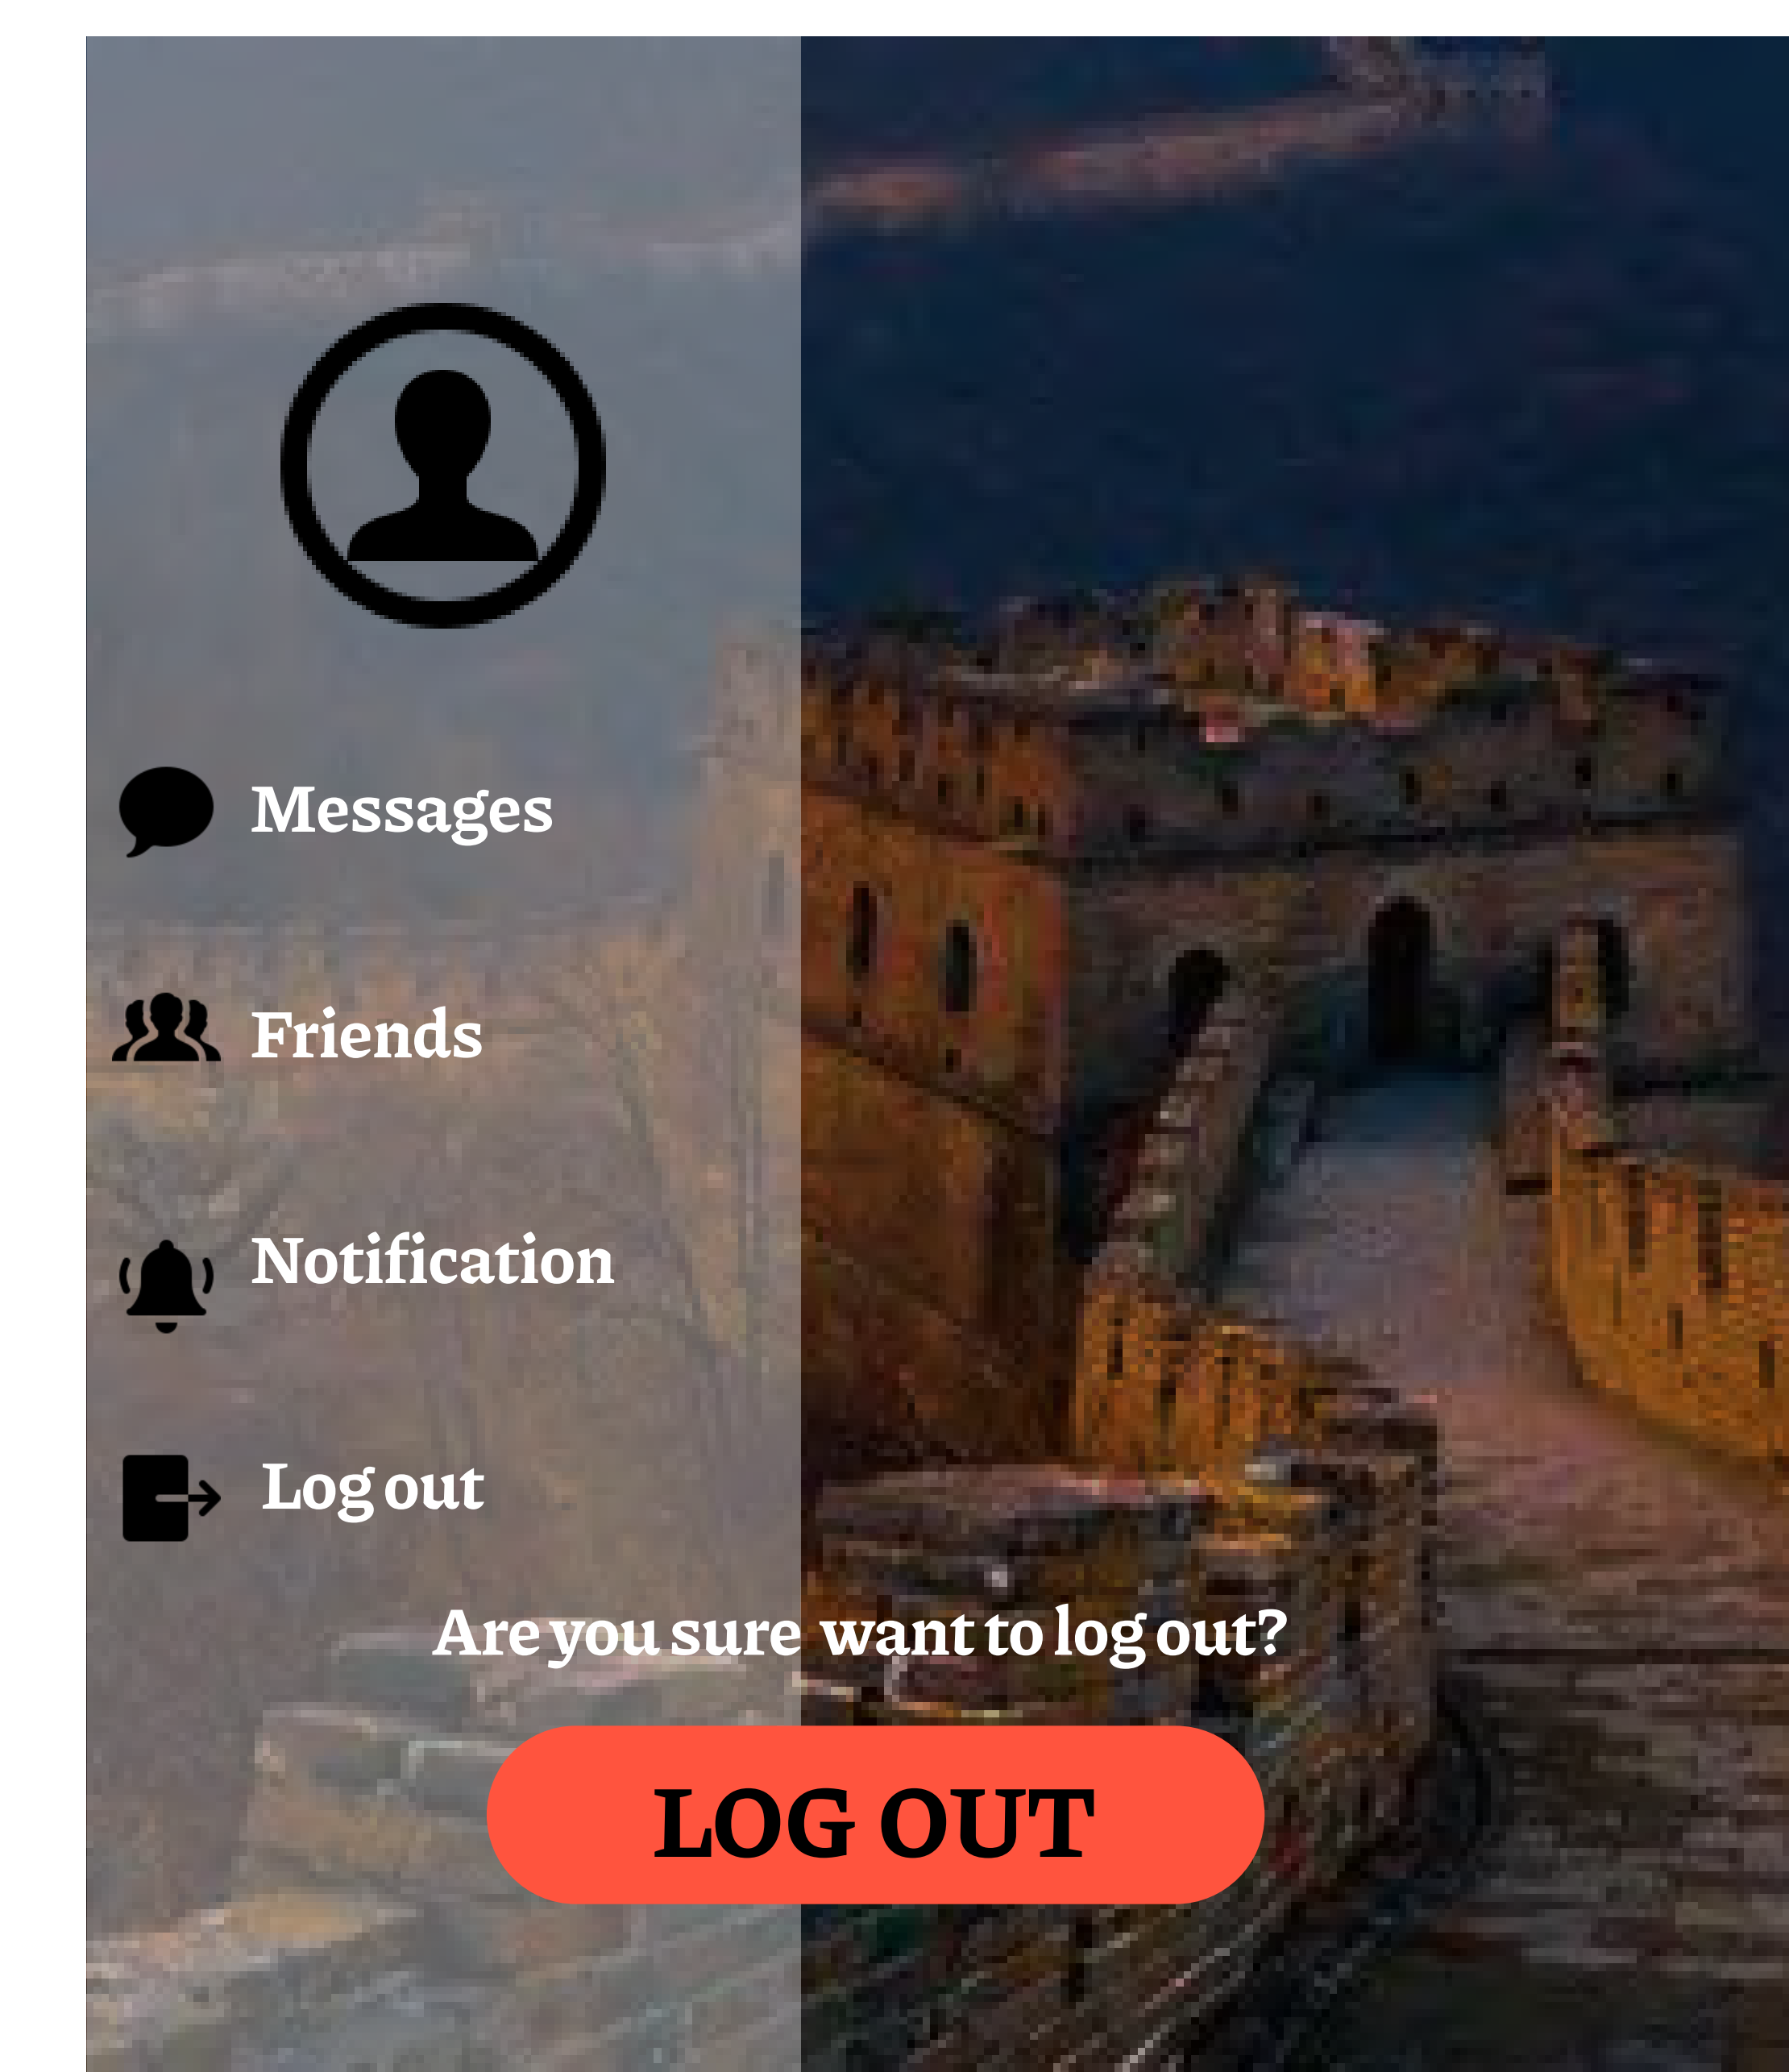 Messages
Friends
Notification
Log out
Are you sure want to log out?
LOG OUT